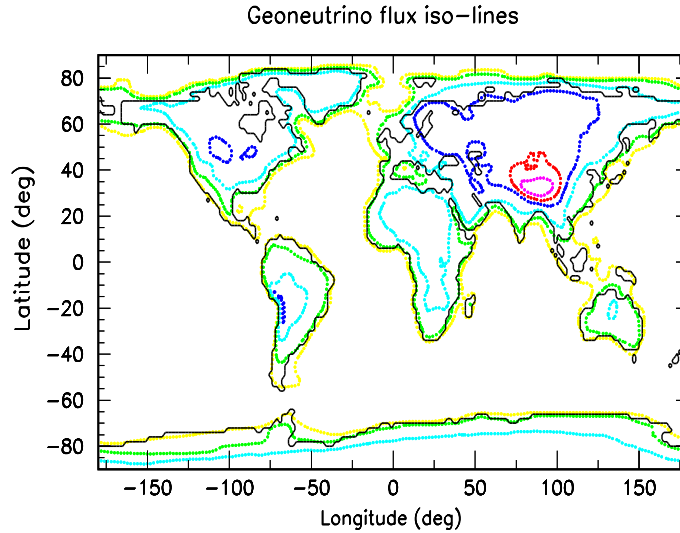 Geoneutrino flux iso-lines
Latitude (deg)
80
60
40
20
0
-20
-40
-60
-80
-150 -100 -50 0 50 100 150
Longitude (deg)